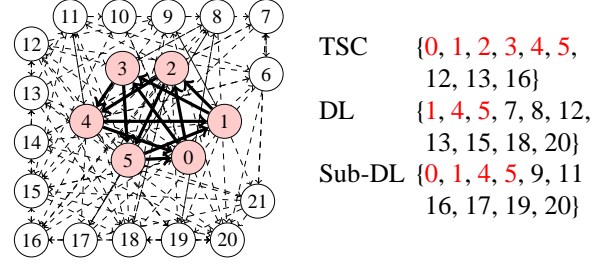 11 10 9 8 7
12 3 2 6
13 4 1
14 5 0
15 21
16 17 18 19 20
TSC {0, 1, 2, 3, 4, 5,
12, 13, 16}
DL {1, 4, 5, 7, 8, 12,
13, 15, 18, 20}
Sub-DL {0, 1, 4, 5, 9, 11
16, 17, 19, 20}